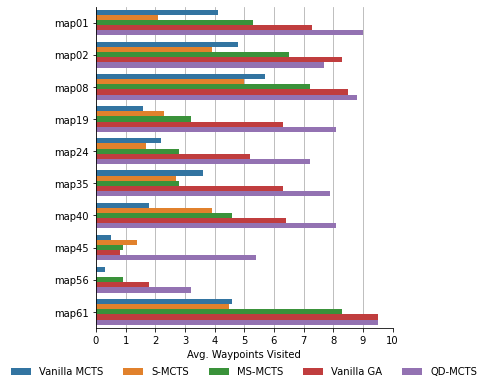 map01
map02
map08
map19
map24
map35
map40
map45
map56
map61
0 1 2 3 4 5 6 7 8 9 10
Avg. Waypoints Visited
Vanilla MCTS S-MCTS MS-MCTS Vanilla GA QD-MCTS